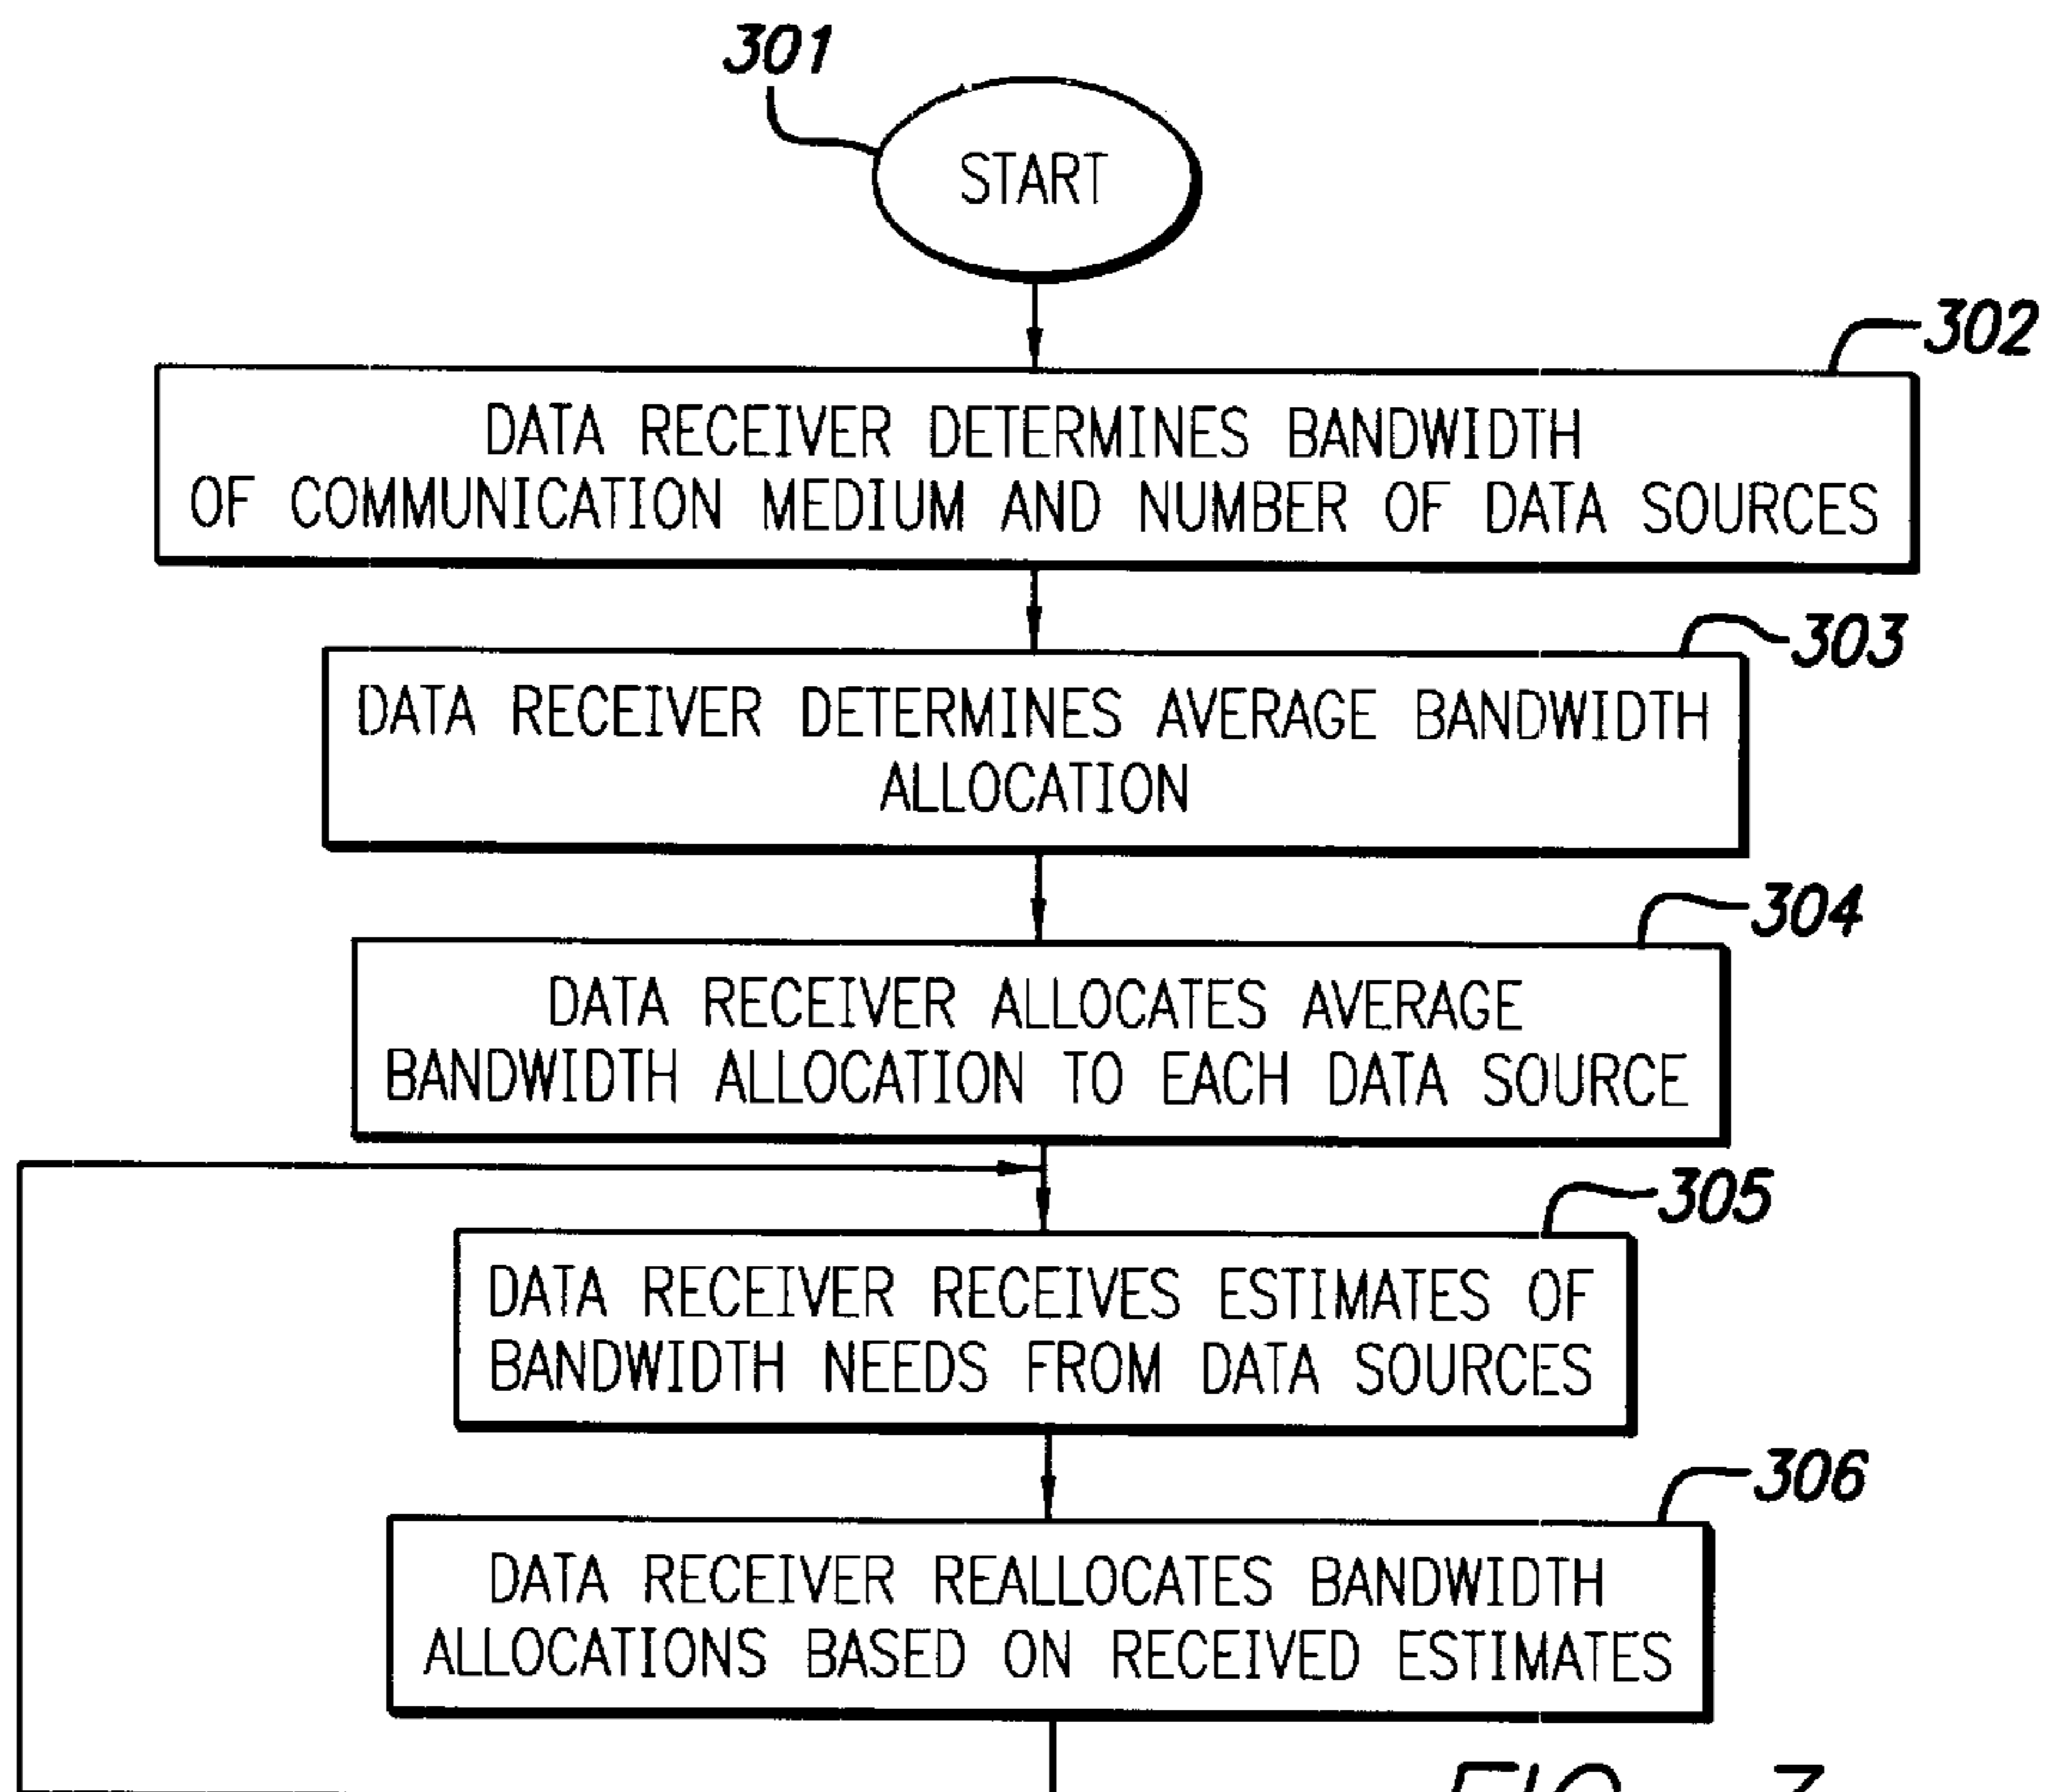 301
START
302
DATA RECEIVER DETERMINES BANDWIDTH
OF COMMUNICATION MEDIUM AND NUMBER OF DATA SOURCES
303
DATA RECEIVER DETERMINES AVERAGE BANDWIDTH
ALLOCATION
304
DATA RECEIVER ALLOCATES AVERAGE
BANDWIDTH ALLOCATION TO EACH DATA SOURCE
305
DATA RECEIVER RECEIVES ESTIMATES OF
BANDWIDTH NEEDS FROM DATA SOURCES
306
DATA RECEIVER REALLOCATES BANDWIDTH
ALLOCATIONS BASED ON RECEIVED ESTIMATES